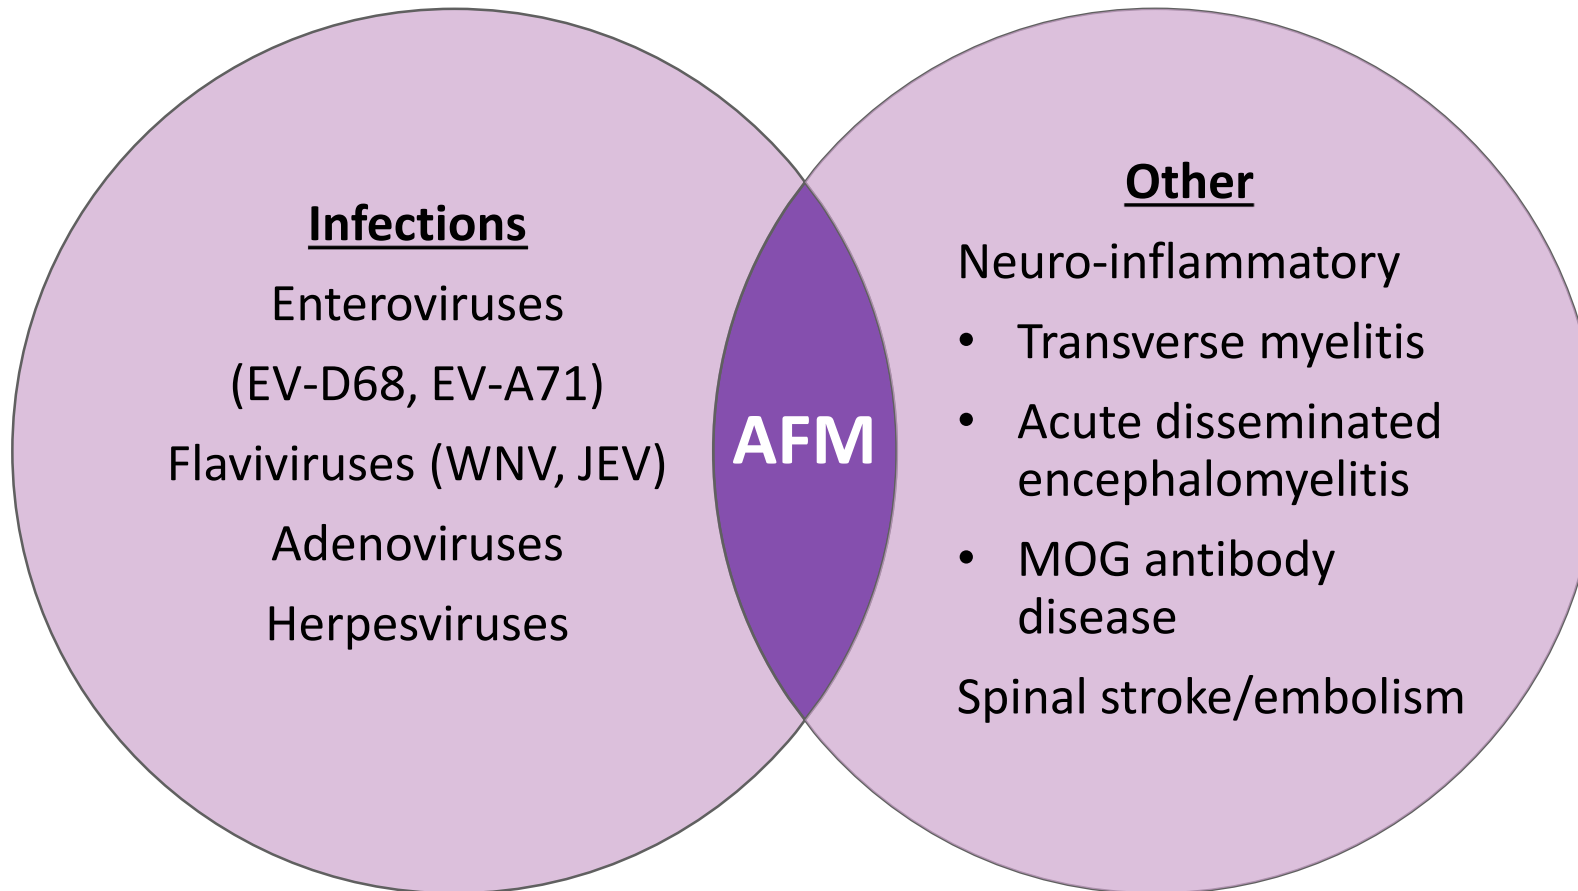 Infections
Enteroviruses
(EV-D68, EV-A71)
Flaviviruses (WNV, JEV)
Adenoviruses
Herpesviruses
AFM
Other
Neuro-inflammatory
• Transverse myelitis
• Acute disseminated
encephalomyelitis
• MOG antibody
disease
Spinal stroke/embolism